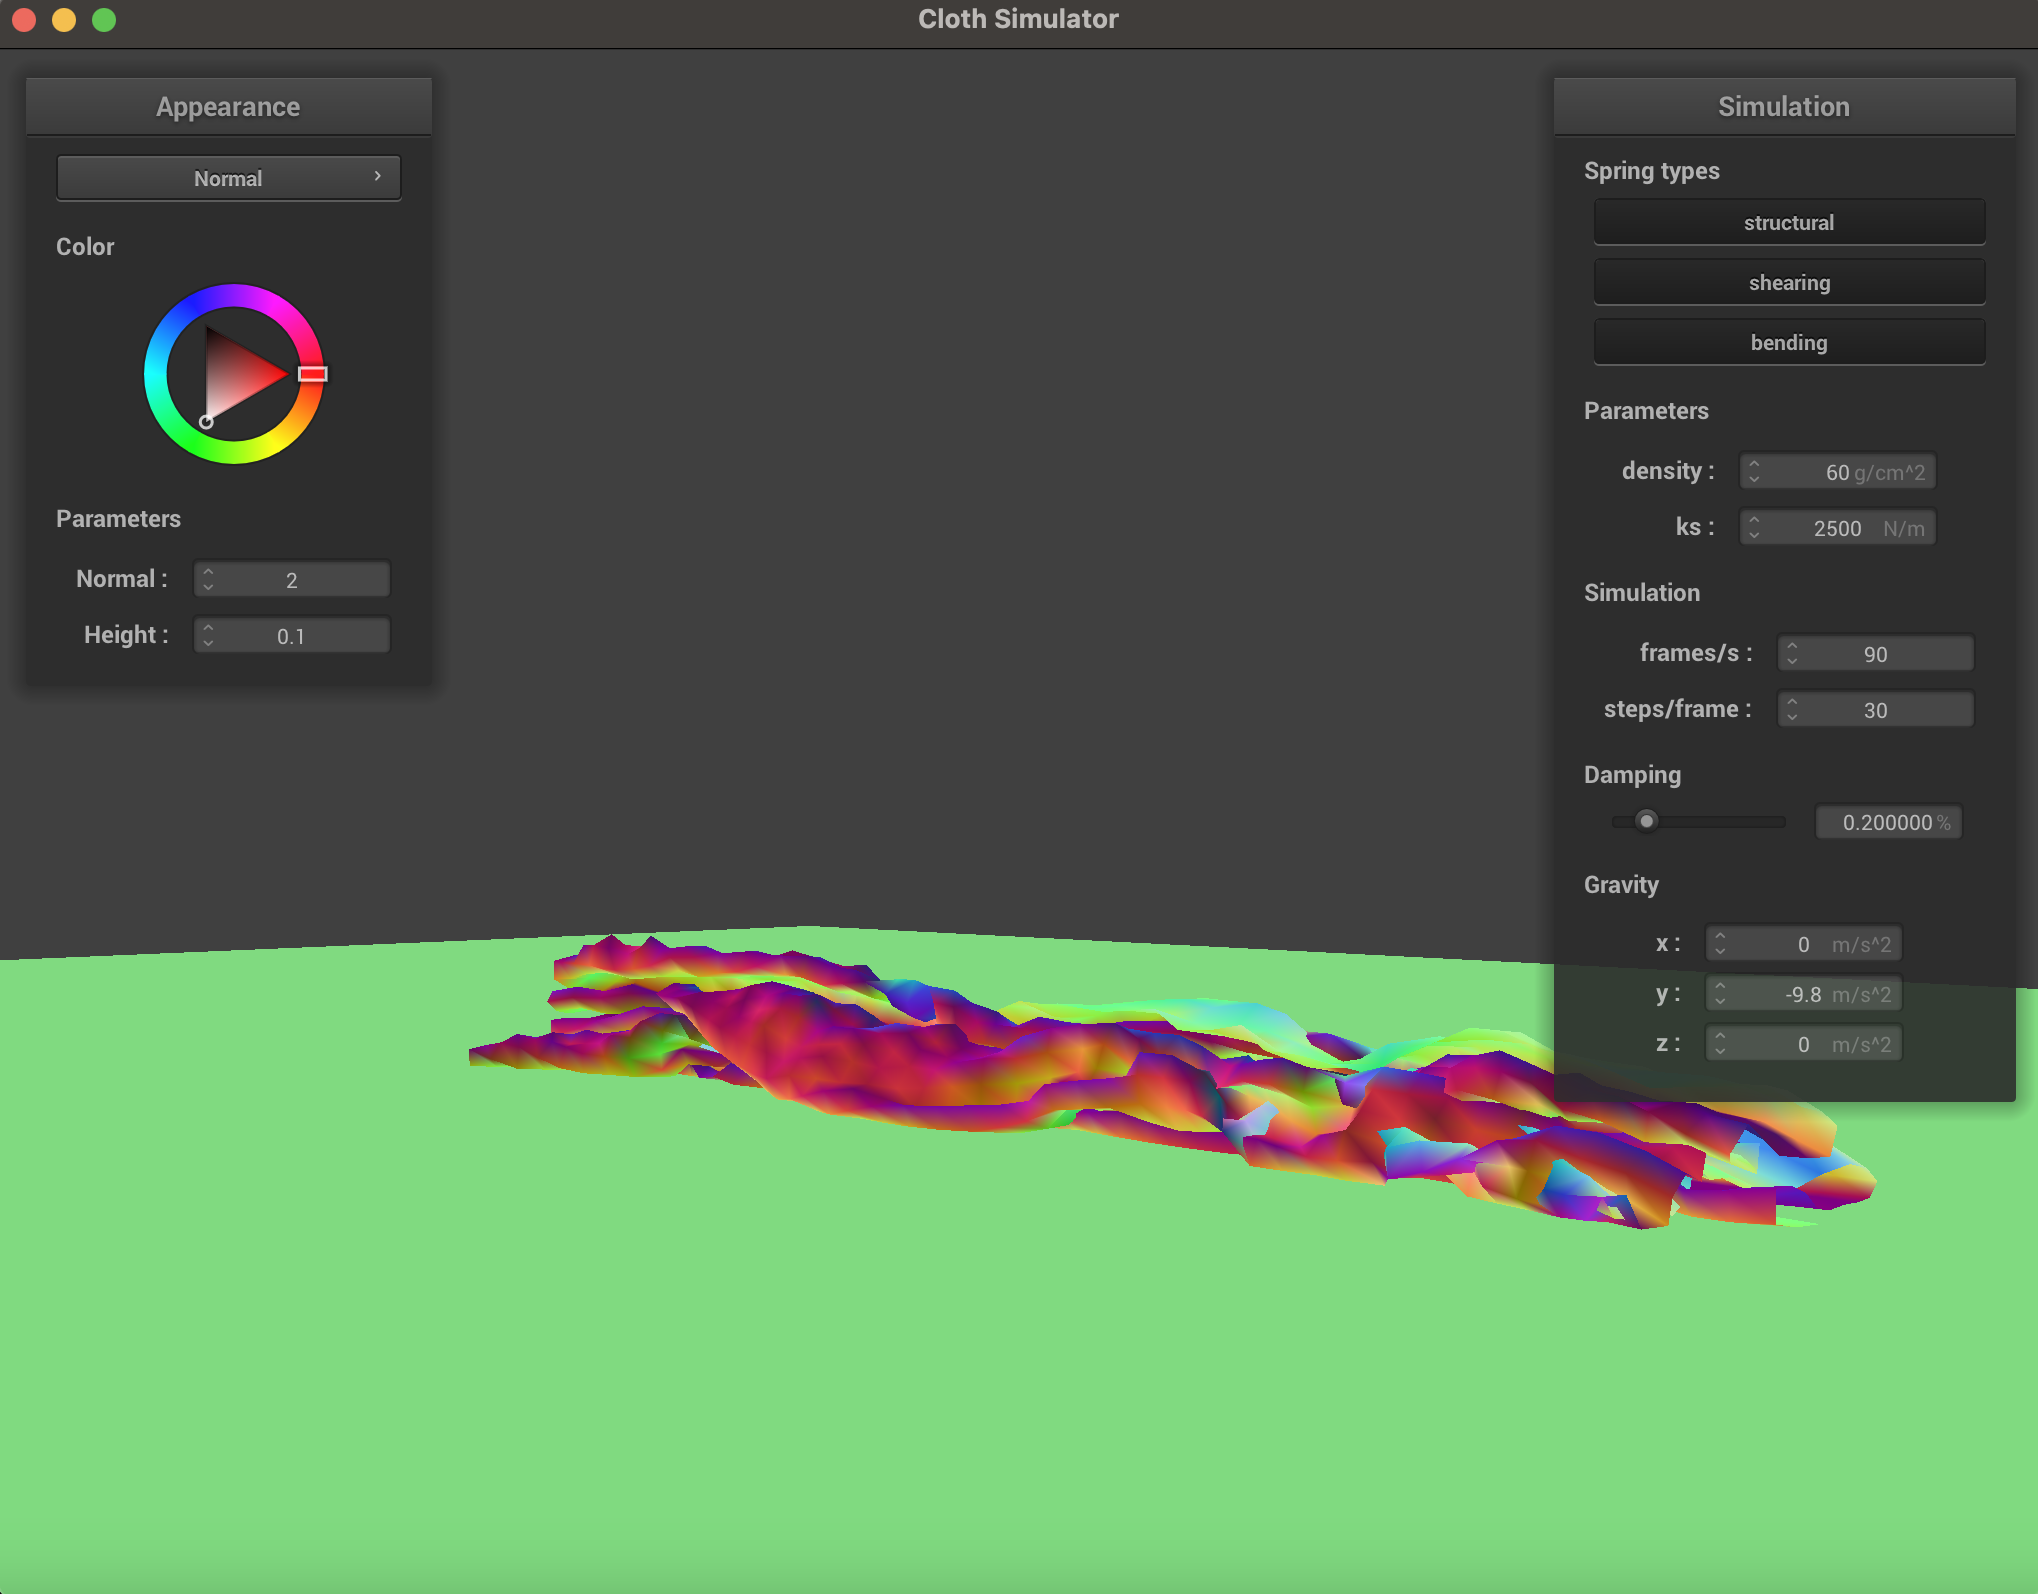 Cloth Simulator
Appearance
Normal
Color
Parameters
Normal : 2
Height : 0.1
Simulation
Spring types
structural
shearing
bending
Parameters
density : 60 g/cm^2
ks : 2500 N/m
Simulation
frames/s : 90
steps/frame : 30
Damping
0.200000 %
Gravity
x : 0 m/s^2
y : -9.8 m/s^2
z : 0 m/s^2